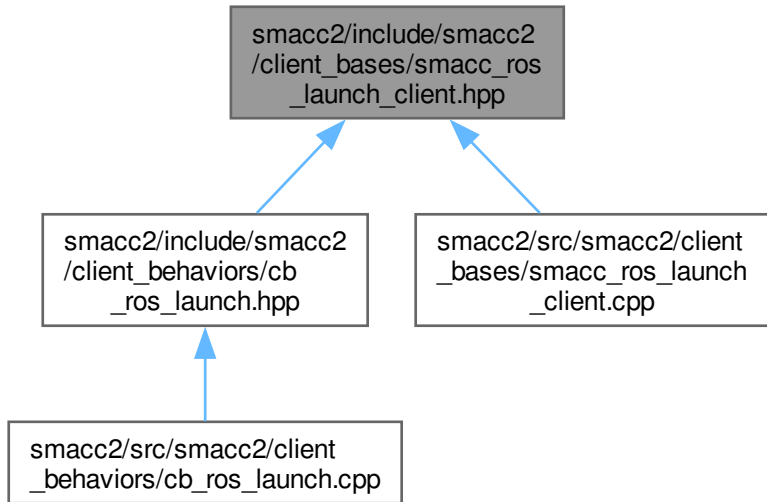 smacc2/include/smacc2
/client_bases/smacc_ros
_launch_client.hpp
smacc2/include/smacc2
/client_behaviors/cb
_ros_launch.hpp
smacc2/src/smacc2/client
_bases/smacc_ros_launch
_client.cpp
smacc2/src/smacc2/client
_behaviors/cb_ros_launch.cpp